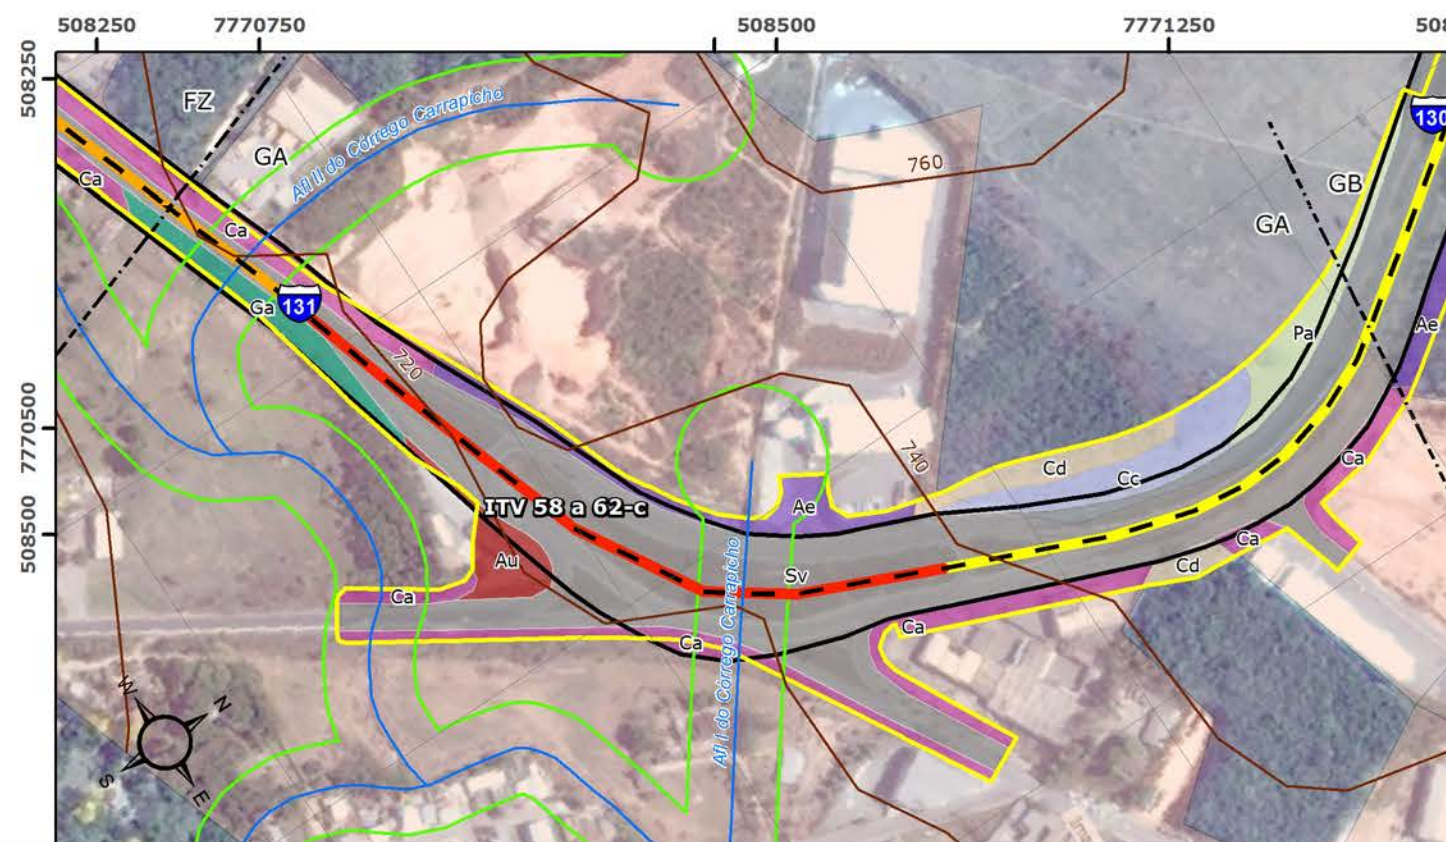 508250 7770750 508500 7771250 508
508250
7770500
508500
FZ
GA
Afl II do Córrego Carrapicho
760
130
GB
GA
Ca
Ca
Ga
131
Pa
Ae
720
740
Cd
Cc
Ca
ITV 58 a 62-c
Ae
Au
Sv
Ca
Cd
Ca
Ca
Ca
Afl I do Córrego Carrapicho
W
N
S
E